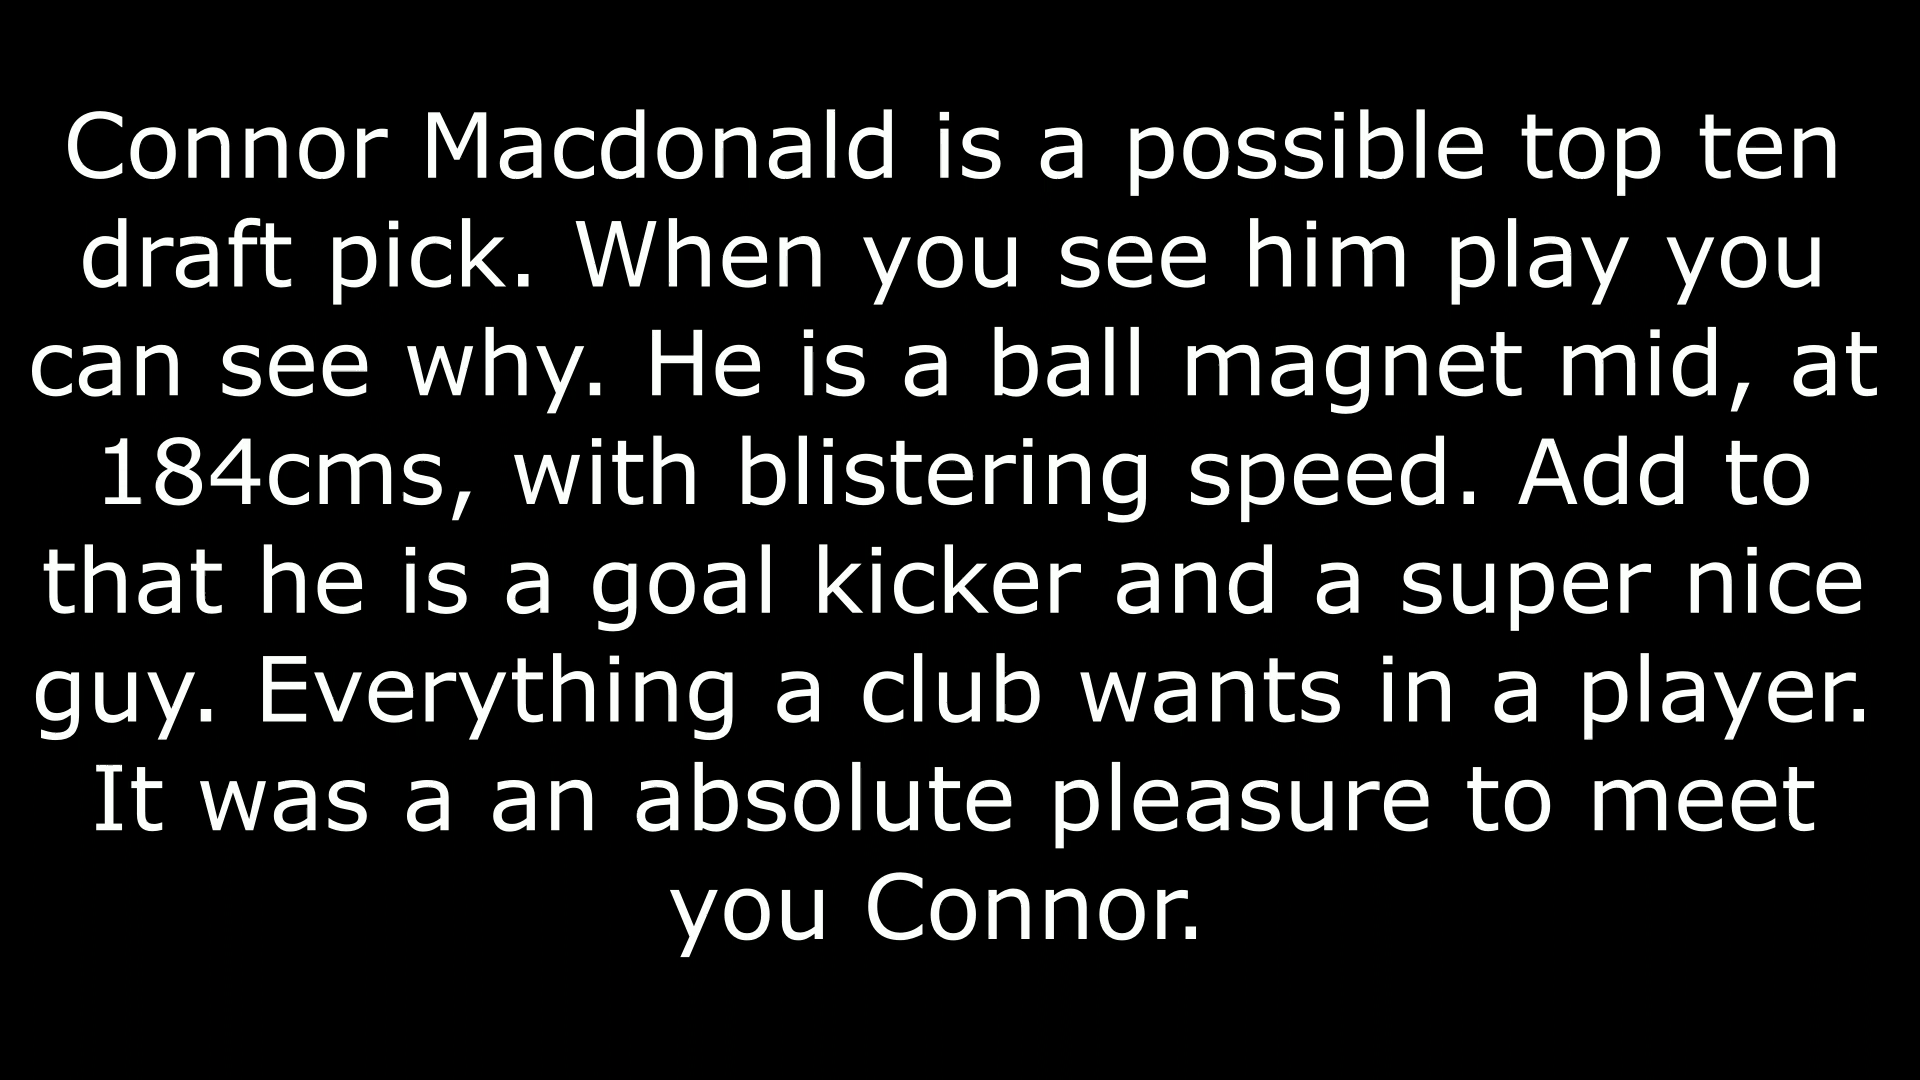 Connor Macdonald is a possible top ten
draft pick. When you see him play you
can see why. He is a ball magnet mid, at
184cms, with blistering speed. Add to
that he is a goal kicker and a super nice
guy. Everything a club wants in a player.
It was a an absolute pleasure to meet
you Connor.